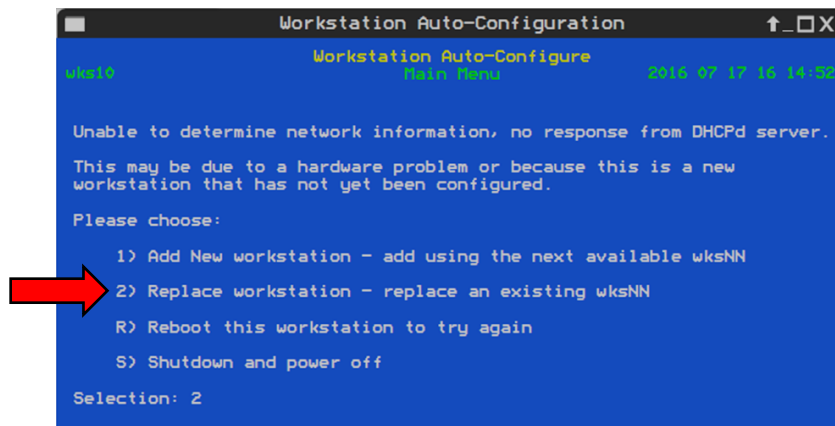 Workstation Auto-Configuration
Workstation Auto-Configure
wks10 Main Menu 2016 07 17 16 14:52
Unable to determine network information, no response from DHCPd server.
This may be due to a hardware problem or because this is a new
workstation that has not yet been configured.
Please choose:
1) Add New workstation - add using the next available wksNN
2) Replace workstation - replace an existing wksNN
R) Reboot this workstation to try again
S) Shutdown and power off
Selection: 2